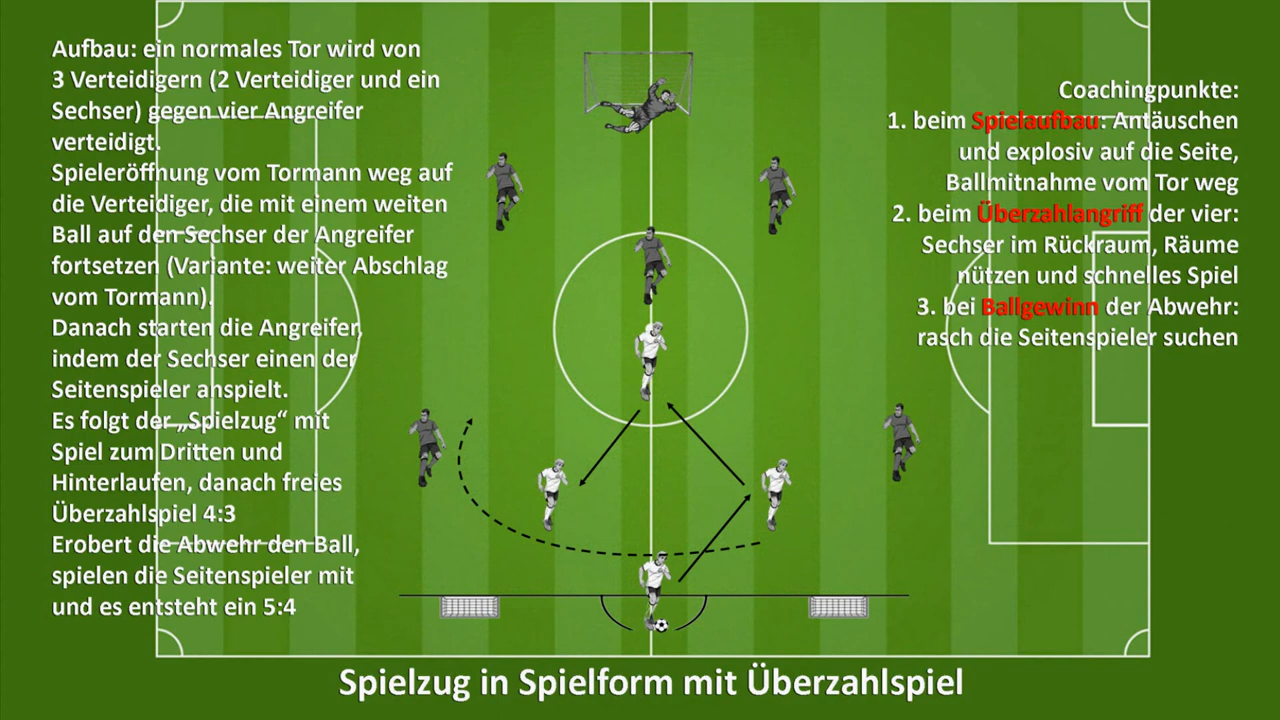 Aufbau: ein normales Tor wird von
3 Verteidigern (2 Verteidiger und ein
Sechser) gegen vier Angreifer
verteidigt.
Spieleröffnung vom Tormann weg auf
die Verteidiger, die mit einem weiten
Ball auf den Sechser der Angreifer
fortsetzen (Variante: weiter Abschlag
vom Tormann).
Danach starten die Angreifer,
indem der Sechser einen der
Seitenspieler anspielt.
Es folgt der „Spielzug“ mit
Spiel zum Dritten und
Hinterlaufen, danach freies
Überzahlspiel 4:3
Erobert die Abwehr den Ball,
spielen die Seitenspieler mit
und es entsteht ein 5:4
Coachingpunkte:
1. beim Spielaufbau: Antäuschen
und explosiv auf die Seite,
Ballmitnahme vom Tor weg
2. beim Überzahlangriff der vier:
Sechser im Rückraum, Räume
nützen und schnelles Spiel
3. bei Ballgewinn der Abwehr:
rasch die Seitenspieler suchen
Spielzug in Spielform mit Überzahlspiel